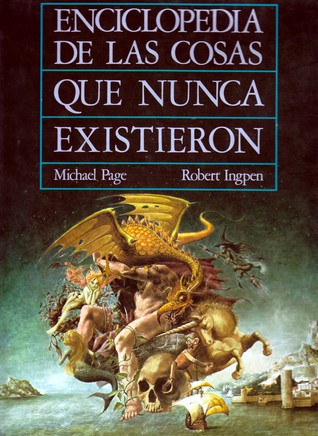 ENCICLOPEDIA
DE LAS COSAS
QUE NUNCA
EXISTIERON
Michael Page Robert Ingpen